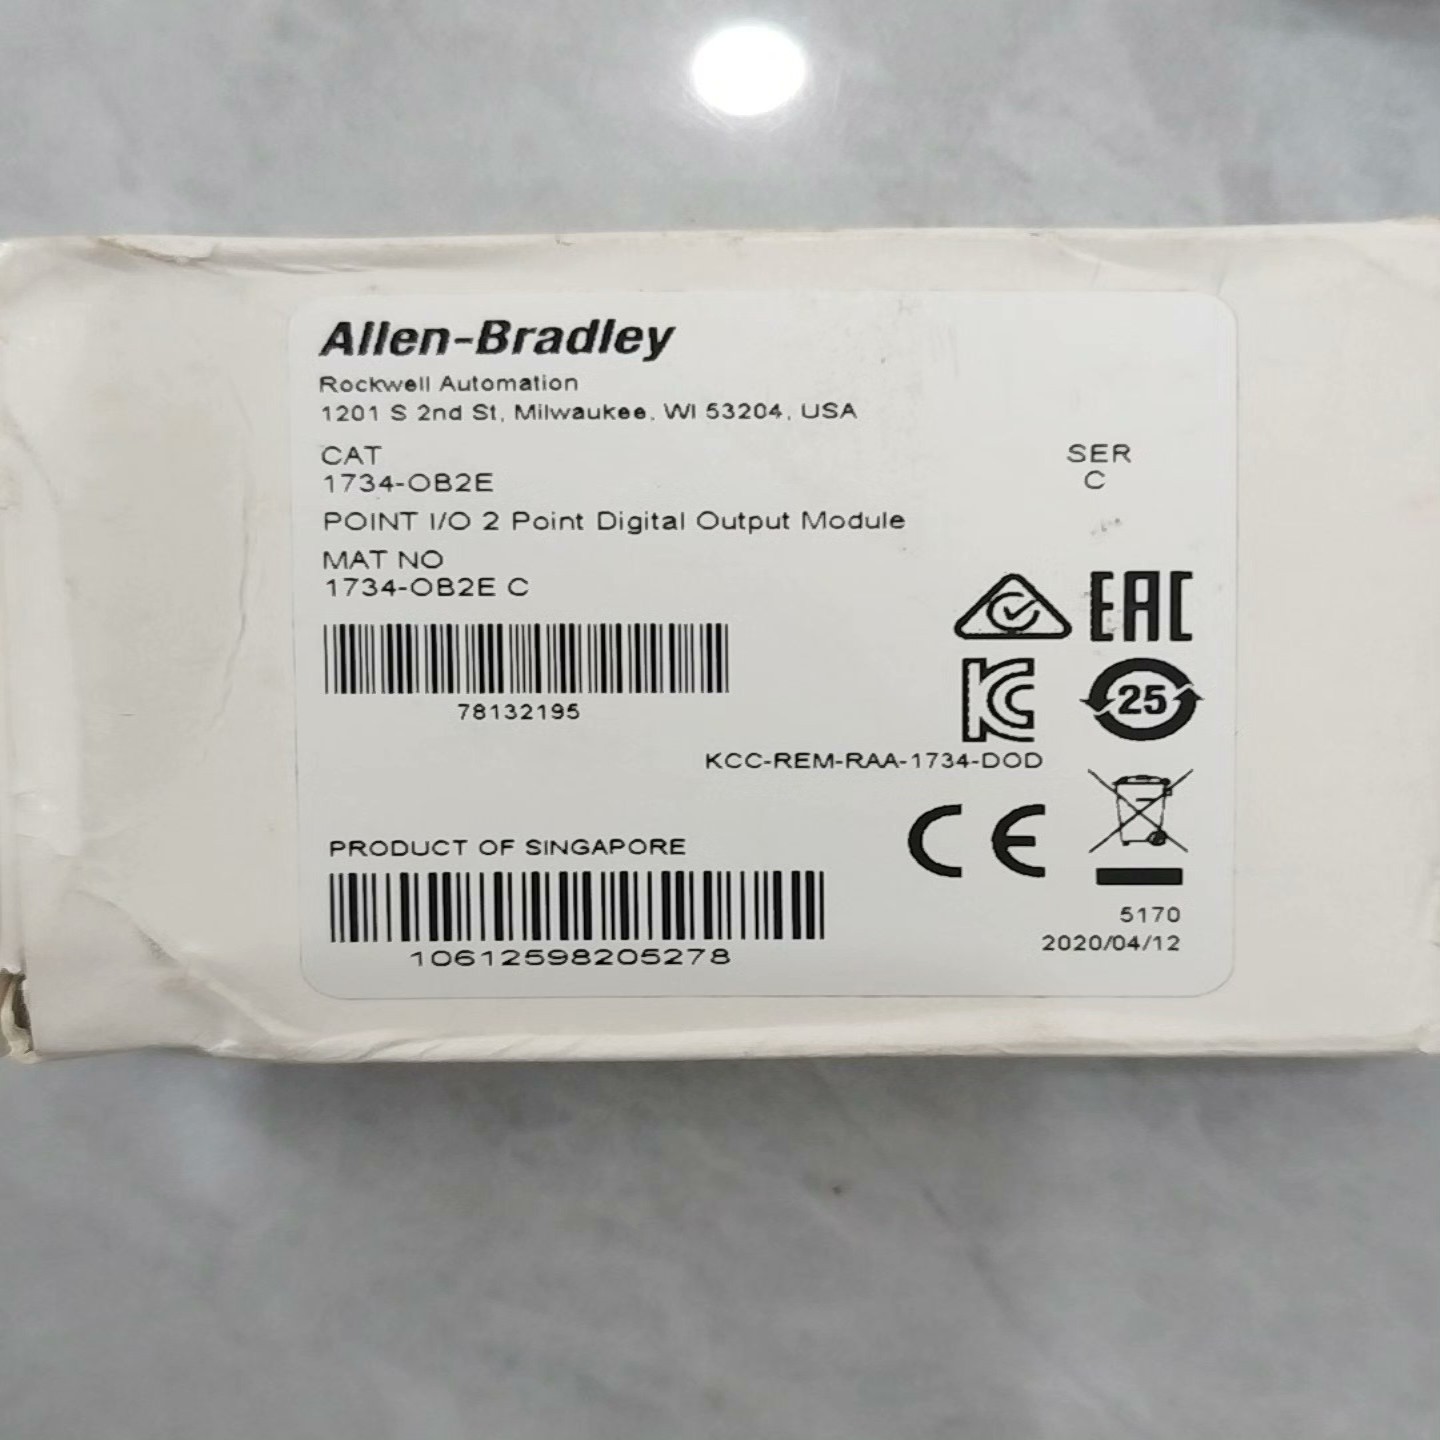 Allen-Bradley
Rockwell Automation
1201 S 2nd St, Milwaukee, WI 53204, USA
CAT
1734-OB2E
SER
C
POINT I/O 2 Point Digital Output Module
MAT NO
1734-OB2E C
78132195
EAC
KC
25
KCC-REM-RAA-1734-DOD
CE
PRODUCT OF SINGAPORE
10612598205278
5170
2020/04/12